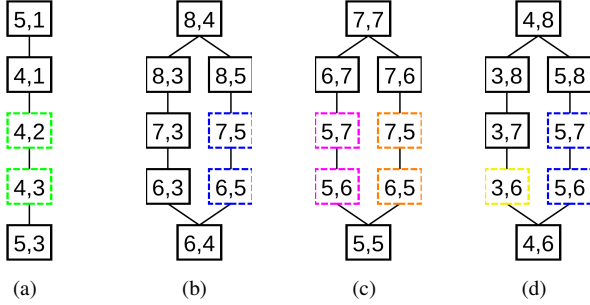 5,1 8,4 7,7 4,8
4,1 8,3 8,5 6,7 7,6 3,8 5,8
4,2 7,3 7,5 5,7 7,5 3,7 5,7
4,3 6,3 6,5 5,6 6,5 3,6 5,6
5,3 6,4 5,5 4,6
(a) (b) (c) (d)